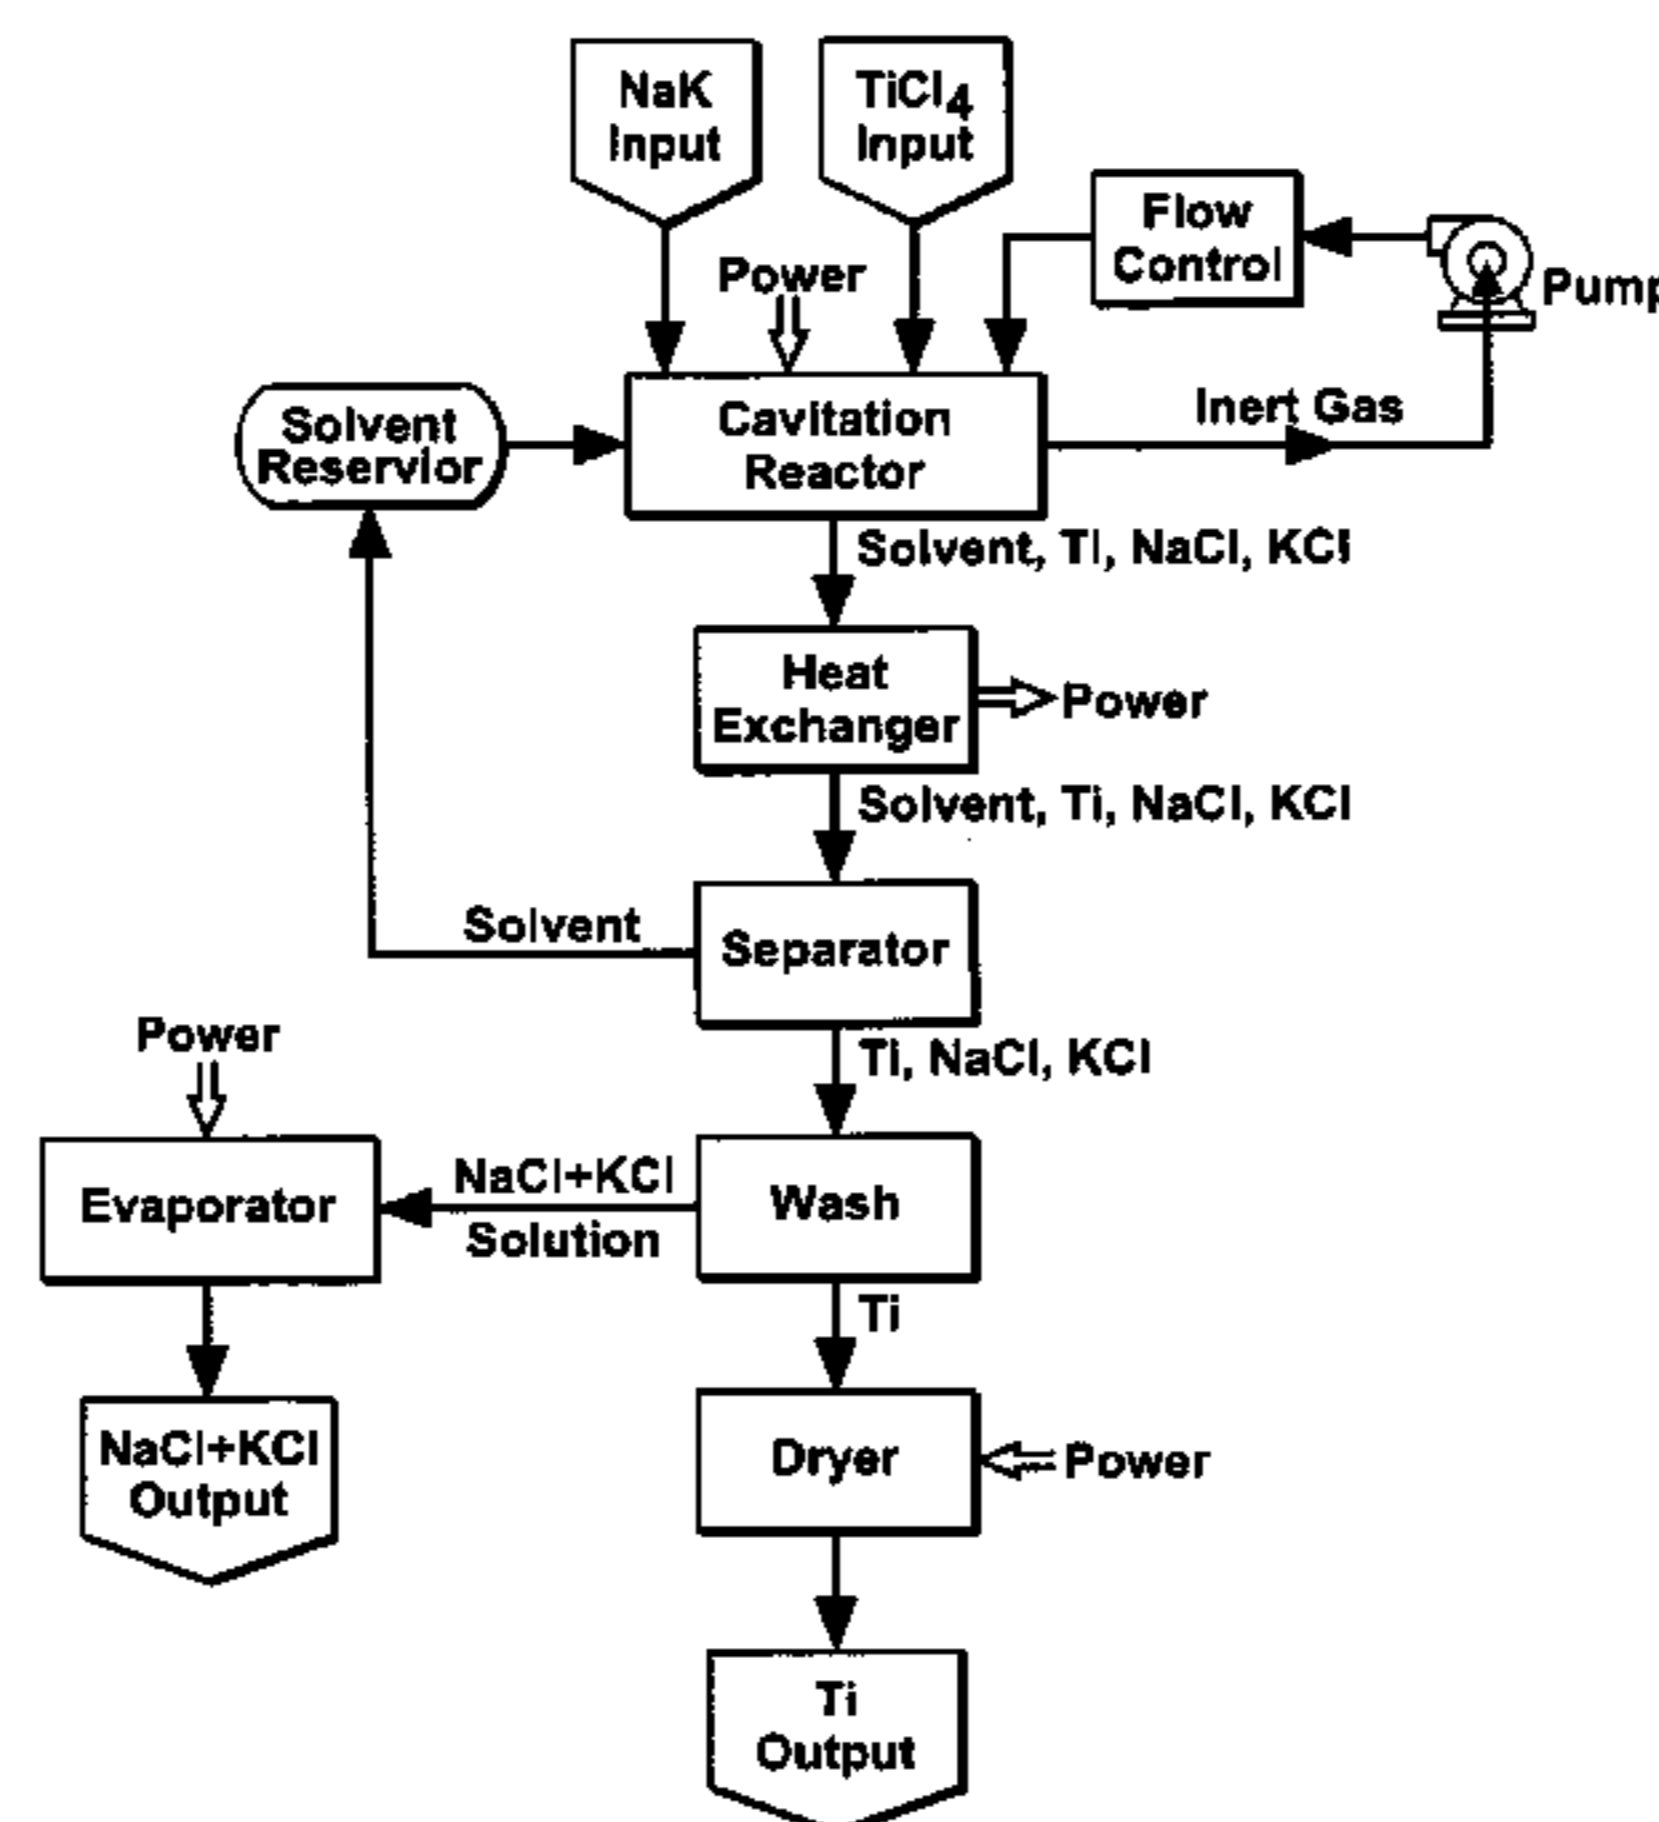 NaK
Input
TiCl4
Input
Flow
Control
Pump
Power
Solvent
Reservior
Cavitation
Reactor
Inert Gas
Solvent, Ti, NaCl, KCl
Heat
Exchanger
Power
Solvent, Ti, NaCl, KCl
Solvent
Separator
Ti, NaCl, KCl
Power
Evaporator
NaCl+KCl
Solution
Wash
Ti
NaCl+KCl
Output
Dryer
Power
Ti
Output